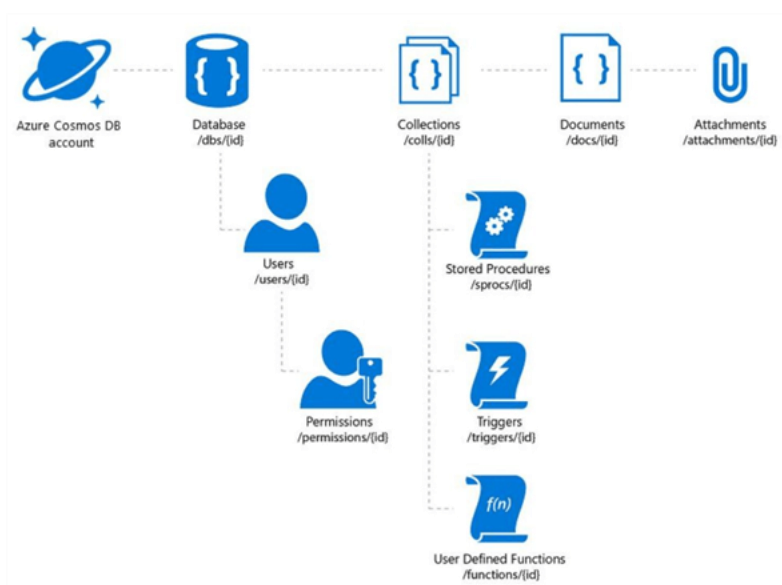 Azure Cosmos DB
account
Database
/dbs/{id}
Collections
/colls/{id}
Documents
/docs/{id}
Attachments
/attachments/{id}
Users
/users/{id}
Stored Procedures
/sprocs/{id}
Permissions
/permissions/{id}
Triggers
/triggers/{id}
f(n)
User Defined Functions
/functions/{id}